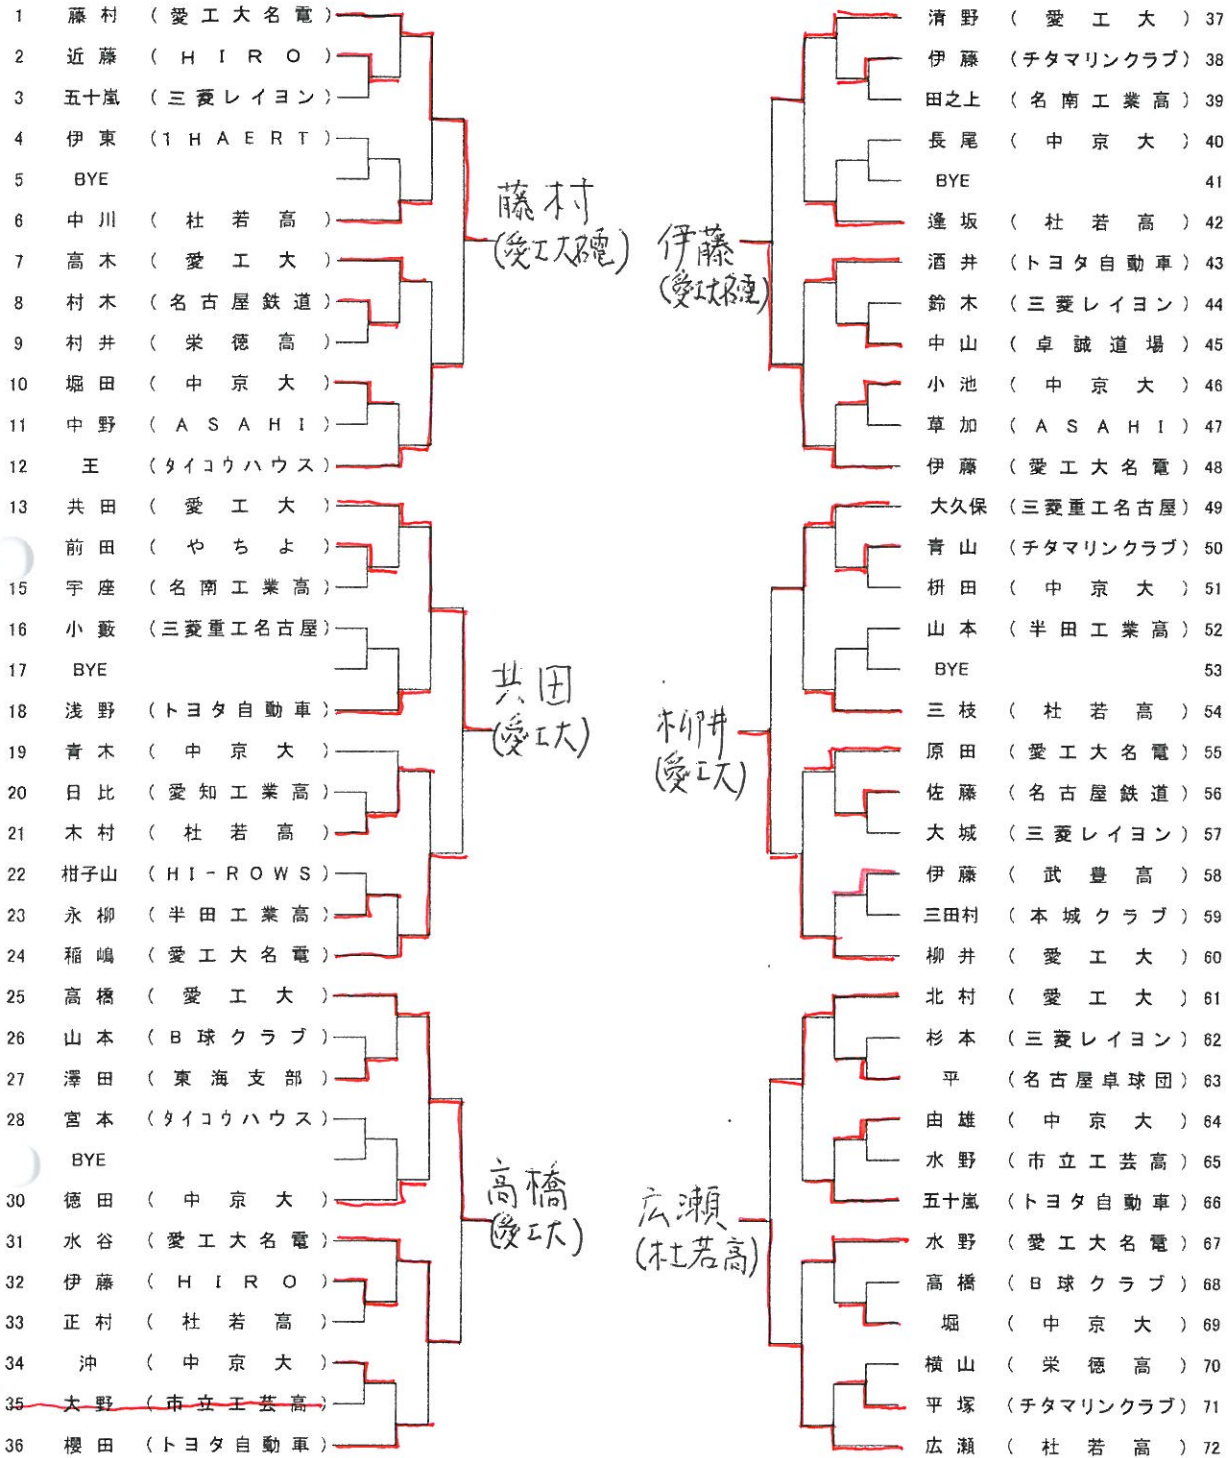 1 藤村 (愛工大名電)
2 近藤 (HIRO)
3 五十嵐 (三菱レイヨン)
4 伊東 (1HAERT)
5 BYE
6 中川 (杜若高)
7 高木 (愛工大)
8 村木 (名古屋鉄道)
9 村井 (栄徳高)
10 堀田 (中京大)
11 中野 (ASAHI)
12 王 (タイコウハウス)
13 共田 (愛工大)
前田 (やちよ)
15 宇座 (名南工業高)
16 小藪 (三菱重工名古屋)
17 BYE
18 浅野 (トヨタ自動車)
19 青木 (中京大)
20 日比 (愛知工業高)
21 木村 (杜若高)
22 柑子山 (HI-ROWS)
23 永柳 (半田工業高)
24 稲嶋 (愛工大名電)
25 高橋 (愛工大)
26 山本 (B球クラブ)
27 澤田 (東海支部)
28 宮本 (タイコウハウス)
BYE
30 徳田 (中京大)
31 水谷 (愛工大名電)
32 伊藤 (HIRO)
33 正村 (杜若高)
34 沖 (中京大)
35 大野 (市立工芸高)
36 櫻田 (トヨタ自動車)
藤村
(愛工大名電)
共田
(愛工大)
高橋
(愛工大)
伊藤
(愛工大名電)
柳井
(愛工大)
広瀬
(杜若高)
清野 (愛工大) 37
伊藤 (チタマリンクラブ) 38
田之上 (名南工業高) 39
長尾 (中京大) 40
BYE 41
逢坂 (杜若高) 42
酒井 (トヨタ自動車) 43
鈴木 (三菱レイヨン) 44
中山 (卓誠道場) 45
小池 (中京大) 46
草加 (ASAHI) 47
伊藤 (愛工大名電) 48
大久保 (三菱重工名古屋) 49
青山 (チタマリンクラブ) 50
枡田 (中京大) 51
山本 (半田工業高) 52
BYE 53
三枝 (杜若高) 54
原田 (愛工大名電) 55
佐藤 (名古屋鉄道) 56
大城 (三菱レイヨン) 57
伊藤 (武豊高) 58
三田村 (本城クラブ) 59
柳井 (愛工大) 60
北村 (愛工大) 61
杉本 (三菱レイヨン) 62
平 (名古屋卓球団) 63
由雄 (中京大) 64
水野 (市立工芸高) 65
五十嵐 (トヨタ自動車) 66
水野 (愛工大名電) 67
高橋 (B球クラブ) 68
堀 (中京大) 69
横山 (栄徳高) 70
平塚 (チタマリンクラブ) 71
広瀬 (杜若高) 72